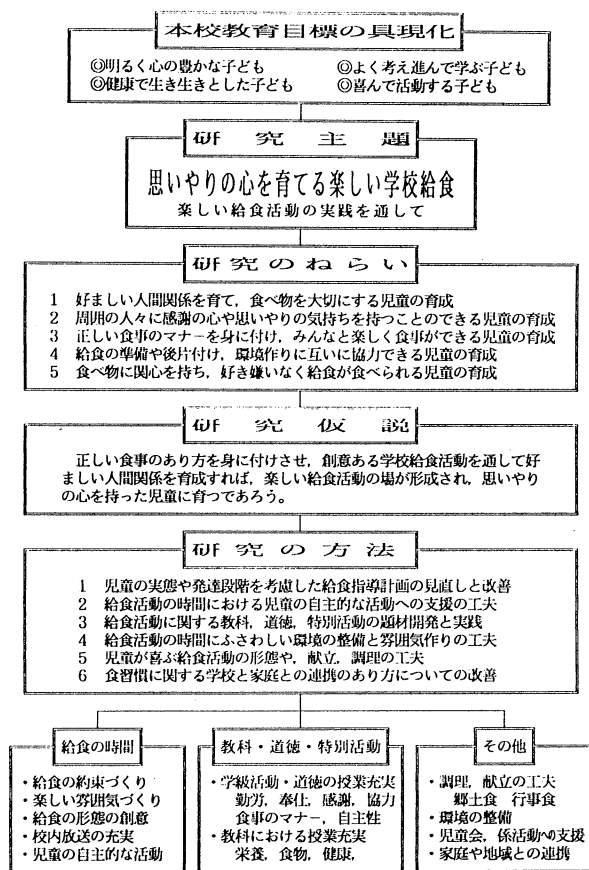 本校教育目標の具現化
◎明るく心の豊かな子ども ◎よく考え進んで学ぶ子ども
◎健康で生き生きとした子ども ◎喜んで活動する子ども
研究主題
思いやりの心を育てる楽しい学校給食
楽しい給食活動の実践を通して
研究のねらい
1 好ましい人間関係を育て,食べ物を大切にする児童の育成
2 周囲の人々に感謝の心や思いやりの気持ちを持つことのできる児童の育成
3 正しい食事のマナーを身に付け,みんなと楽しく食事ができる児童の育成
4 給食の準備や後片付け,環境作りに互いに協力できる児童の育成
5 食べ物に関心を持ち,好き嫌いなく給食が食べられる児童の育成
研究仮説
正しい食事のあり方を身に付けさせ,創意ある学校給食活動を通して好
ましい人間関係を育成すれば,楽しい給食活動の場が形成され,思いやり
の心を持った児童に育つであろう。
研究の方法
1 児童の実態や発達段階を考慮した給食指導計画の見直しと改善
2 給食活動の時間における児童の自主的な活動への支援の工夫
3 給食活動に関する教科,道徳,特別活動の題材開発と実践
4 給食活動の時間にふさわしい環境の整備と雰囲気作りの工夫
5 児童が喜ぶ給食活動の形態や,献立,調理の工夫
6 食習慣に関する学校と家庭との連携のあり方についての改善
給食の時間
・給食の約束づくり
・楽しい雰囲気づくり
・給食の形態の創意
・校内放送の充実
・児童の自主的な活動
教科・道徳・特別活動
・学級活動・道徳の授業充実
勤労,奉仕,感謝,協力
食事のマナー,自主性
・教科における授業充実
栄養,食物,健康,
その他
・調理,献立の工夫
郷土食 行事食
・環境の整備
・児童会,係活動への支援
・家庭や地域との連携